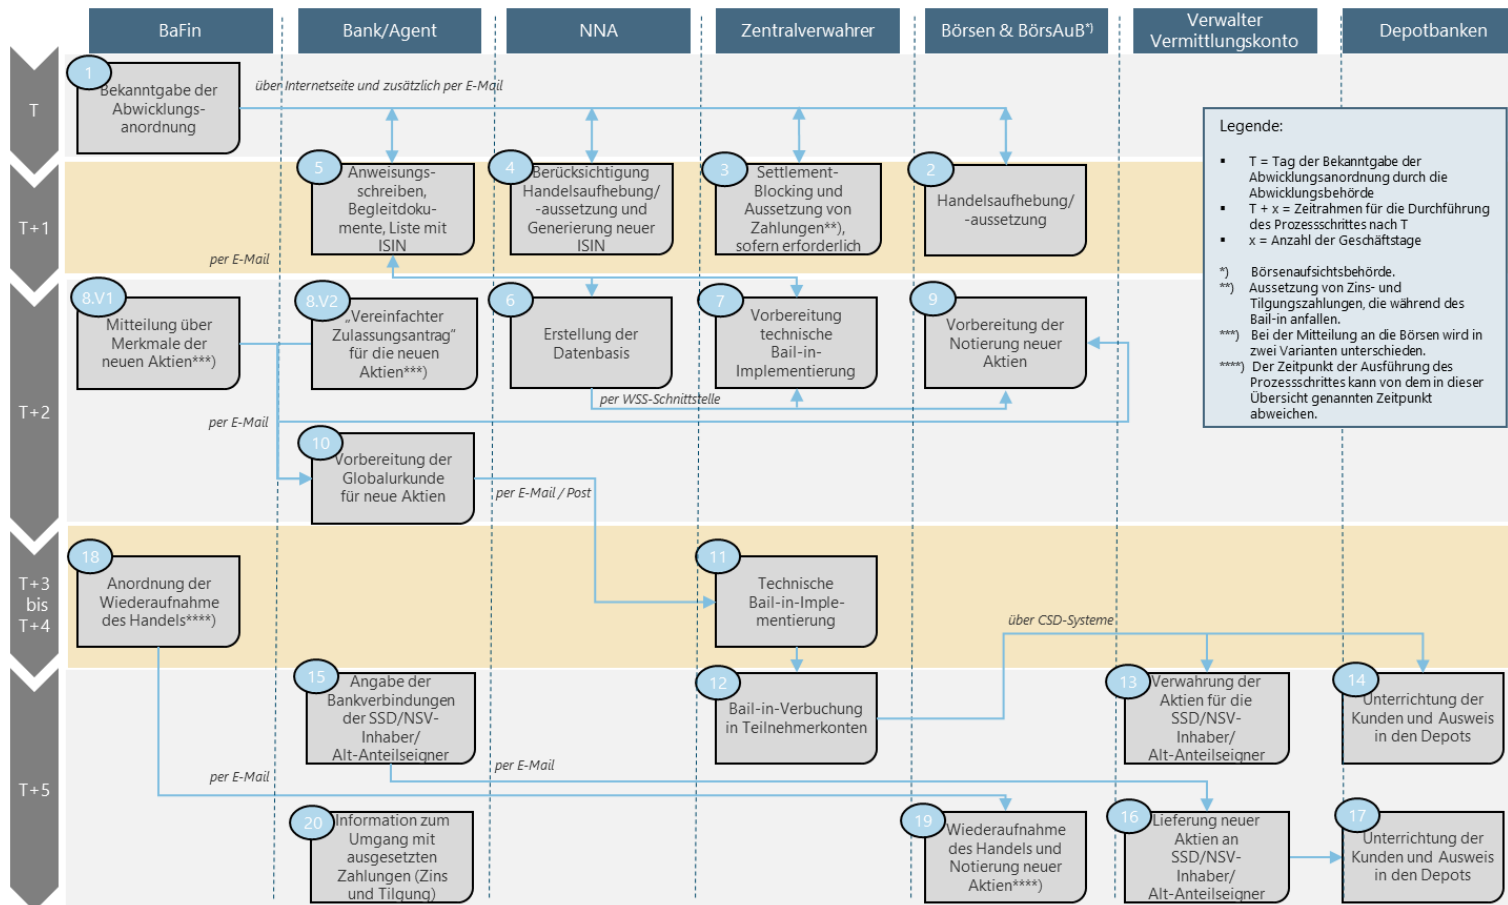 BaFin
Bank/Agent
NNA
Zentralverwahrer
Börsen & BörsAuB*)
Verwalter
Vermittlungskonto
Depotbanken
T
1
Bekanntgabe der
Abwicklungs-
anordnung
über Internetseite und zusätzlich per E-Mail
T+1
5
Anweisungs-
schreiben,
Begleitdoku-
mente, Liste mit
ISIN
4
Berücksichtigung
Handelsaufhebung/
-aussetzung und
Generierung neuer
ISIN
3
Settlement-
Blocking und
Aussetzung von
Zahlungen**),
sofern erforderlich
2
Handelsaufhebung/
-aussetzung
per E-Mail
T+2
8.V1
Mitteilung über
Merkmale der
neuen Aktien***)
8.V2
„Vereinfachter
Zulassungsantrag“
für die neuen
Aktien***)
6
Erstellung der
Datenbasis
7
Vorbereitung
technische
Bail-in-
Implementierung
9
Vorbereitung der
Notierung neuer
Aktien
per WSS-Schnittstelle
per E-Mail
10
Vorbereitung der
Globalurkunde
für neue Aktien
per E-Mail / Post
T+3
bis
T+4
18
Anordnung der
Wiederaufnahme
des Handels****)
11
Technische
Bail-in-Imple-
mentierung
über CSD-Systeme
T+5
15
Angabe der
Bankverbindungen
der SSD/NSV-
Inhaber/
Alt-Anteilseigner
12
Bail-in-Verbuchung
in Teilnehmerkonten
13
Verwahrung der
Aktien für die
SSD/NSV-
Inhaber/
Alt-Anteilseigner
14
Unterrichtung der
Kunden und Ausweis
in den Depots
per E-Mail
per E-Mail
20
Information zum
Umgang mit
ausgesetzten
Zahlungen (Zins
und Tilgung)
19
Wiederaufnahme
des Handels und
Notierung neuer
Aktien****)
16
Lieferung neuer
Aktien an
SSD/NSV-
Inhaber/
Alt-Anteilseigner
17
Unterrichtung der
Kunden und Ausweis
in den Depots
Legende:
▪ T = Tag der Bekanntgabe der
Abwicklungsanordnung durch die
Abwicklungsbehörde
▪ T + x = Zeitrahmen für die Durchführung
des Prozessschrittes nach T
▪ x = Anzahl der Geschäftstage
*) Börsenaufsichtsbehörde.
**) Aussetzung von Zins- und
Tilgungszahlungen, die während des
Bail-in anfallen.
***) Bei der Mitteilung an die Börsen wird in
zwei Varianten unterschieden.
****) Der Zeitpunkt der Ausführung des
Prozessschrittes kann von dem in dieser
Übersicht genannten Zeitpunkt
abweichen.